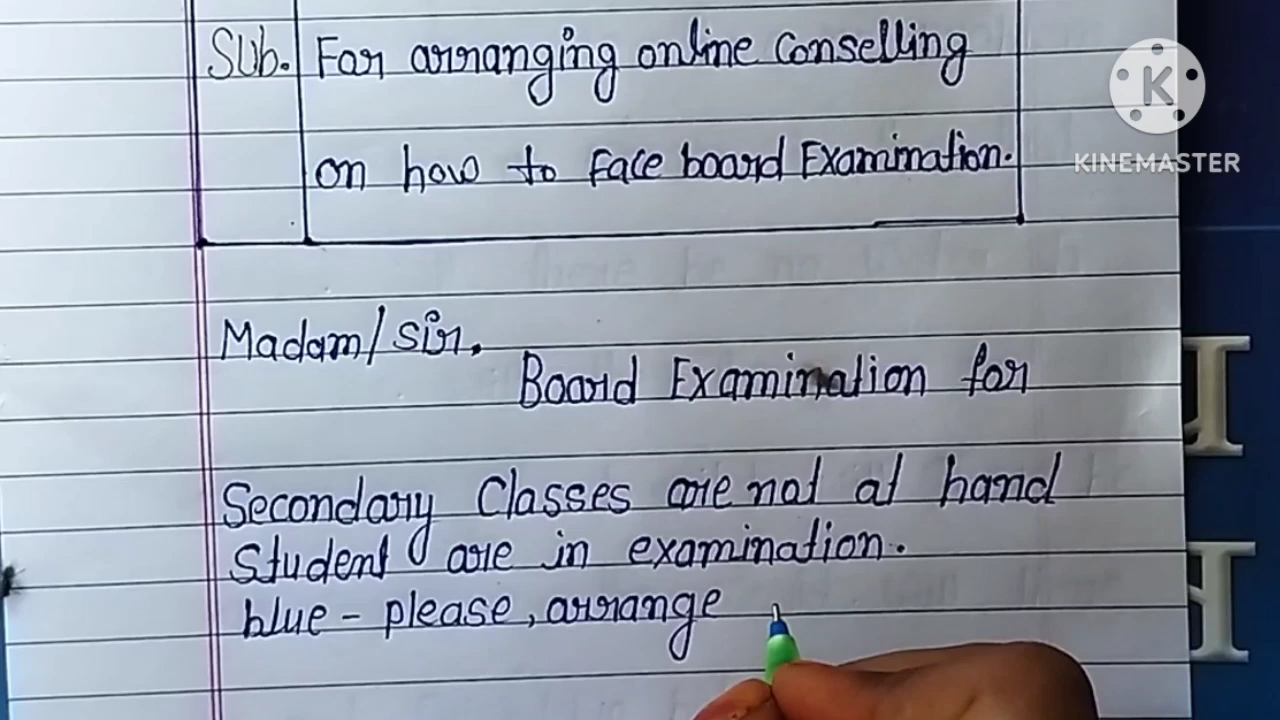 Sub. For arranging online Conselling
on how to Face board Examination.
K
KINEMASTER
Madam/Sir,
Board Examination for
Secondary Classes are not at hand
Student are in examination.
blue - please, arrange